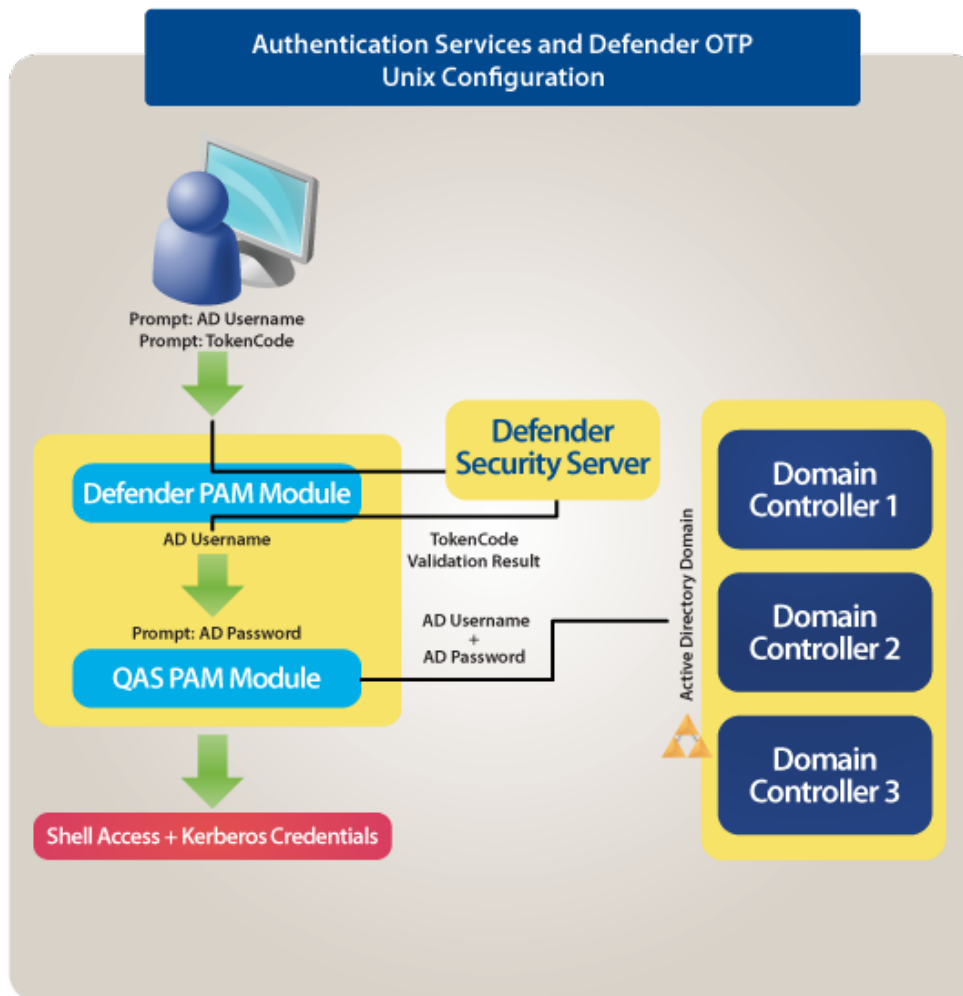 Authentication Services and Defender OTP
Unix Configuration
Prompt: AD Username
Prompt: TokenCode
Defender
Security Server
Defender PAM Module
AD Username
TokenCode
Validation Result
Prompt: AD Password
QAS PAM Module
AD Username
+
AD Password
Active Directory Domain
Domain
Controller 1
Domain
Controller 2
Domain
Controller 3
Shell Access + Kerberos Credentials